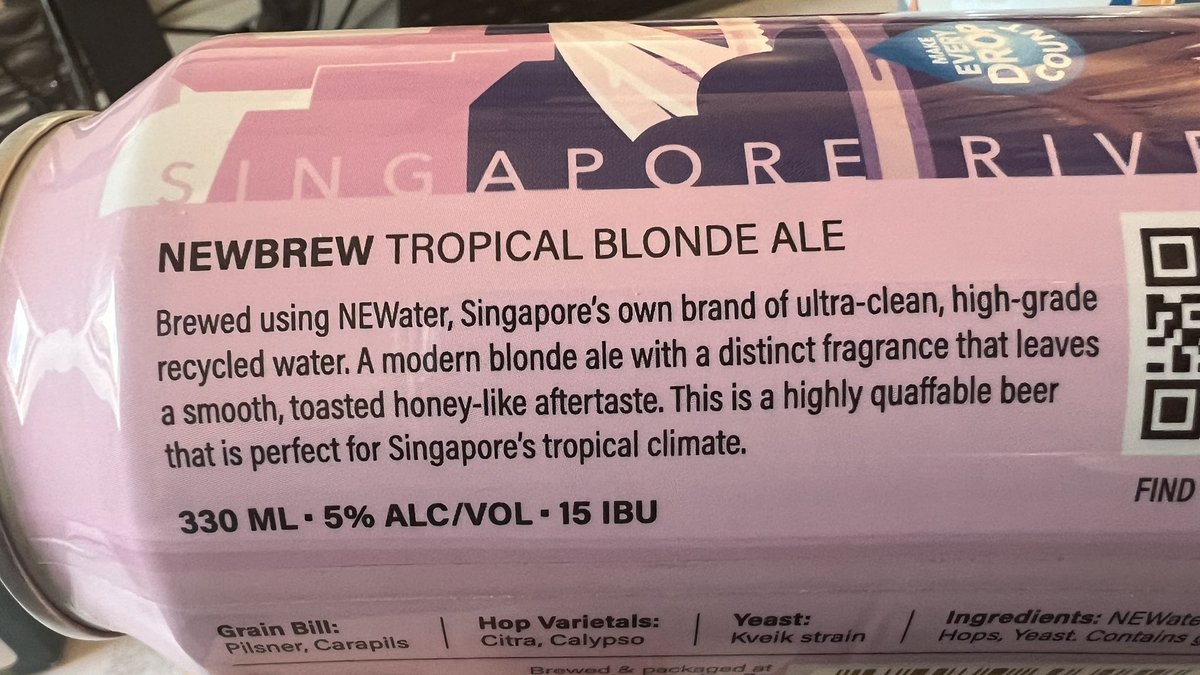 MAKE
EVERY
DROP
COUNT
SINGAPORE RIV
NEWBREW TROPICAL BLONDE ALE
Brewed using NEWater, Singapore's own brand of ultra-clean, high-grade
recycled water. A modern blonde ale with a distinct fragrance that leaves
a smooth, toasted honey-like aftertaste. This is a highly quaffable beer
that is perfect for Singapore's tropical climate.
330 ML · 5% ALC/VOL · 15 IBU
FIND
Grain Bill:
Pilsner, Carapils
Hop Varietals:
Citra, Calypso
Yeast:
Kveik strain
Ingredients: NEWate
Hops, Yeast. Contains g
Brewed & packaged at